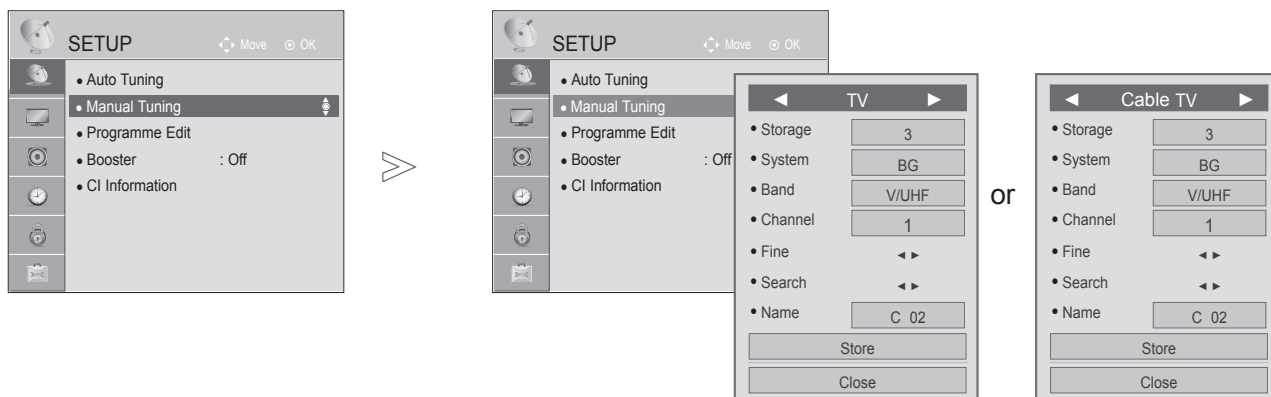 SETUP Move OK
• Auto Tuning
• Manual Tuning
• Programme Edit
• Booster : Off
• CI Information
SETUP Move OK
• Auto Tuning
• Manual Tuning
• Programme Edit
• Booster : Off
• CI Information
◄ TV ►
• Storage 3
• System BG
• Band V/UHF
• Channel 1
• Fine ◄ ►
• Search ◄ ►
• Name C 02
Store
Close
or
◄ Cable TV ►
• Storage 3
• System BG
• Band V/UHF
• Channel 1
• Fine ◄ ►
• Search ◄ ►
• Name C 02
Store
Close